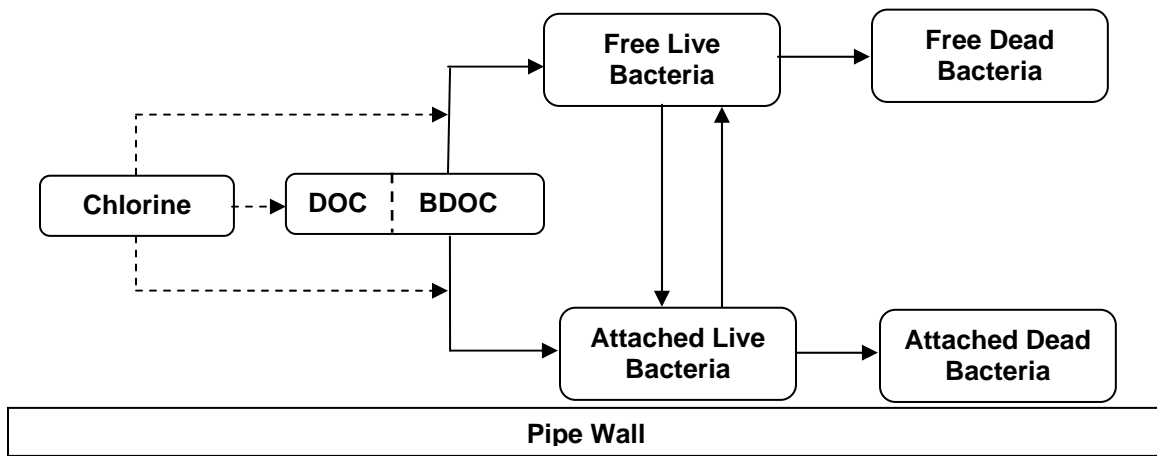 Free Live
Bacteria
Free Dead
Bacteria
Chlorine
DOC
BDOC
Attached Live
Bacteria
Attached Dead
Bacteria
Pipe Wall